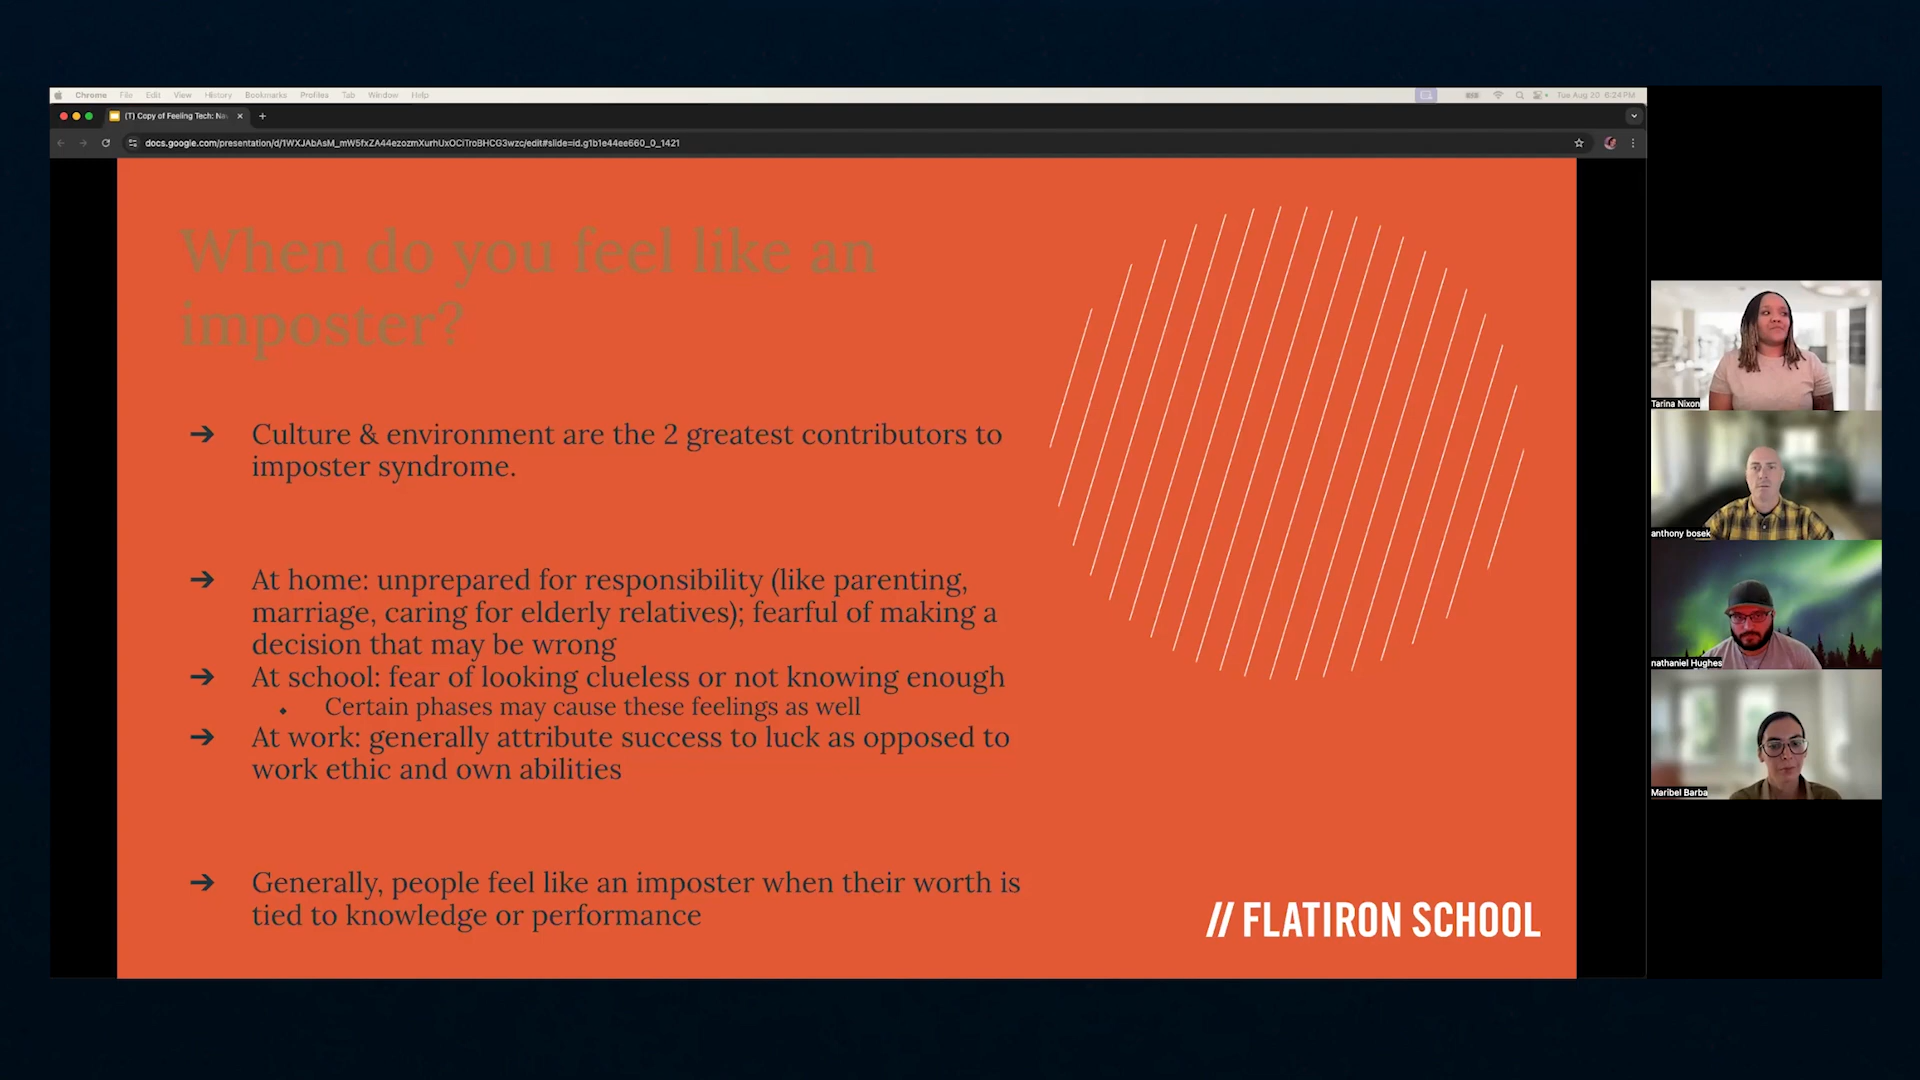 Chrome File Edit View History Bookmarks Profiles Tab Window Help
Tue Aug 20 6:24 PM
(T) Copy of Feeling Tech: Na
docs.google.com/presentation/d/1WXJAbAsM_mW5fxZA44ezozmXurhUxOCiTroBHCG3wzc/edit#slide=id.g1b1e44ee660_0_1421
When do you feel like an
imposter?
➔ Culture & environment are the 2 greatest contributors to
imposter syndrome.
➔ At home: unprepared for responsibility (like parenting,
marriage, caring for elderly relatives); fearful of making a
decision that may be wrong
➔ At school: fear of looking clueless or not knowing enough
◆ Certain phases may cause these feelings as well
➔ At work: generally attribute success to luck as opposed to
work ethic and own abilities
➔ Generally, people feel like an imposter when their worth is
tied to knowledge or performance
// FLATIRON SCHOOL
Tarina Nixon
anthony bosek
nathaniel Hughes
Maribel Barba